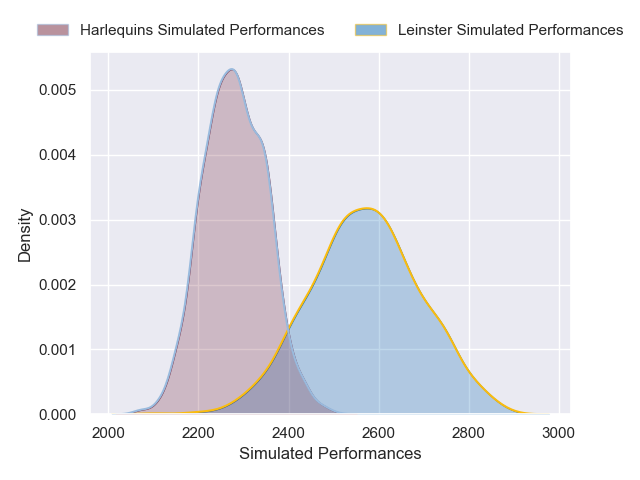 Harlequins Simulated Performances Leinster Simulated Performances
0.005
0.004
0.003
0.002
0.001
0.000
Density
2000 2200 2400 2600 2800 3000
Simulated Performances